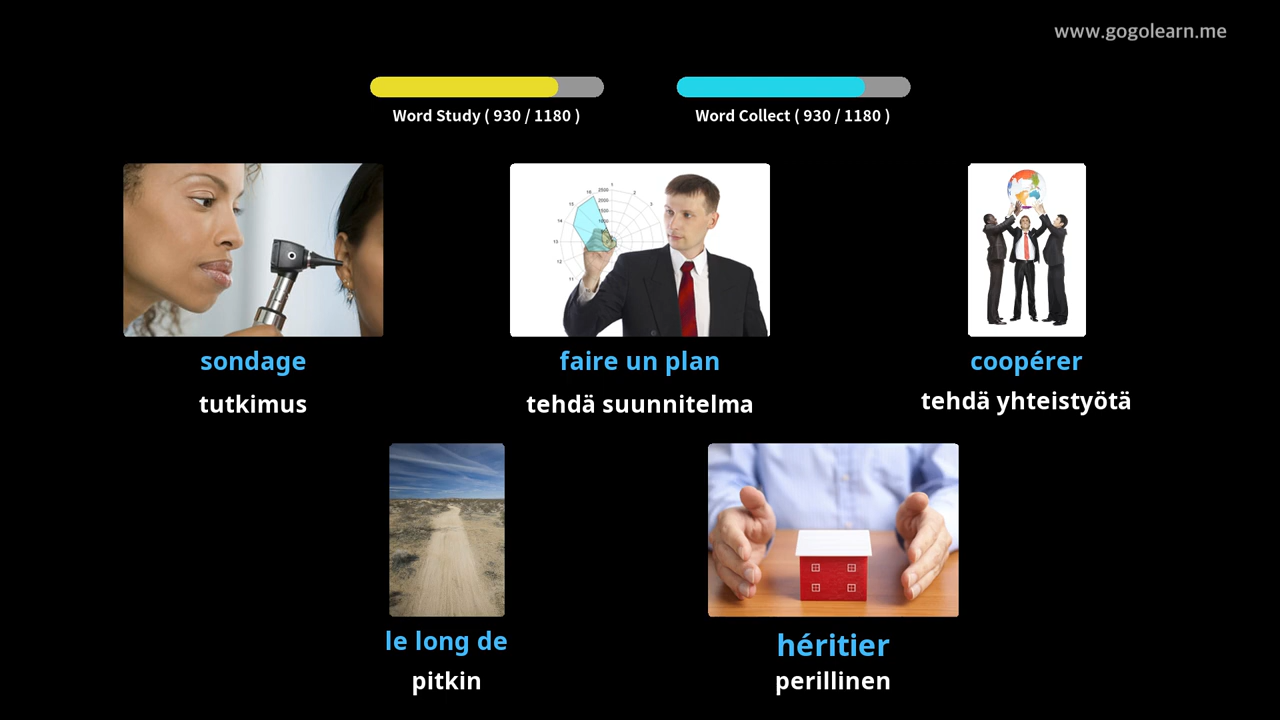 www.gogolearn.me
Word Study ( 930 / 1180 )
Word Collect ( 930 / 1180 )
sondage
faire un plan
coopérer
tutkimus
tehdä suunnitelma
tehdä yhteistyötä
le long de
héritier
pitkin
perillinen